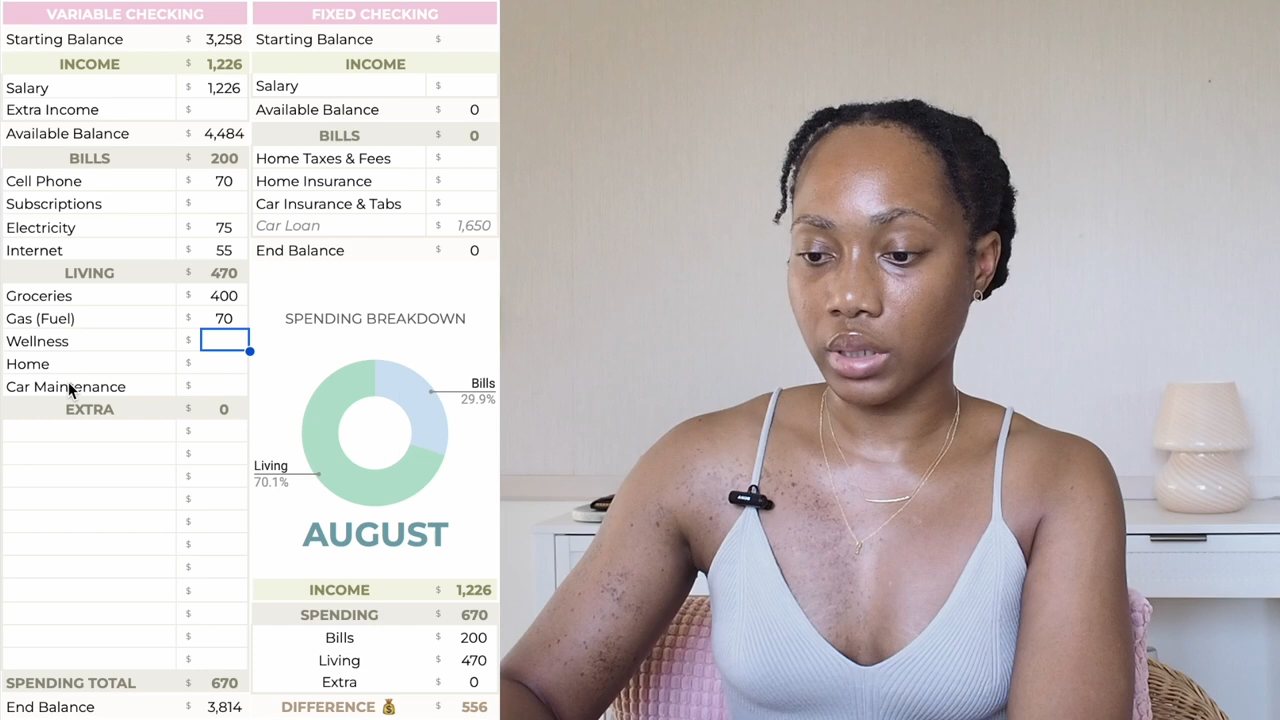 VARIABLE CHECKING
Starting Balance $ 3,258
INCOME $ 1,226
Salary $ 1,226
Extra Income $
Available Balance $ 4,484
BILLS $ 200
Cell Phone $ 70
Subscriptions $
Electricity $ 75
Internet $ 55
LIVING $ 470
Groceries $ 400
Gas (Fuel) $ 70
Wellness $
Home $
Car Maintenance $
EXTRA $ 0
$
$
$
$
$
$
$
$
$
$
$
SPENDING TOTAL $ 670
End Balance $ 3,814
FIXED CHECKING
Starting Balance $
INCOME
Salary $
Available Balance $ 0
BILLS $ 0
Home Taxes & Fees $
Home Insurance $
Car Insurance & Tabs $
Car Loan $ 1,650
End Balance $ 0
SPENDING BREAKDOWN
Bills
29.9%
Living
70.1%
AUGUST
INCOME $ 1,226
SPENDING $ 670
Bills 200
Living 470
Extra $ 0
DIFFERENCE 💰 $ 556